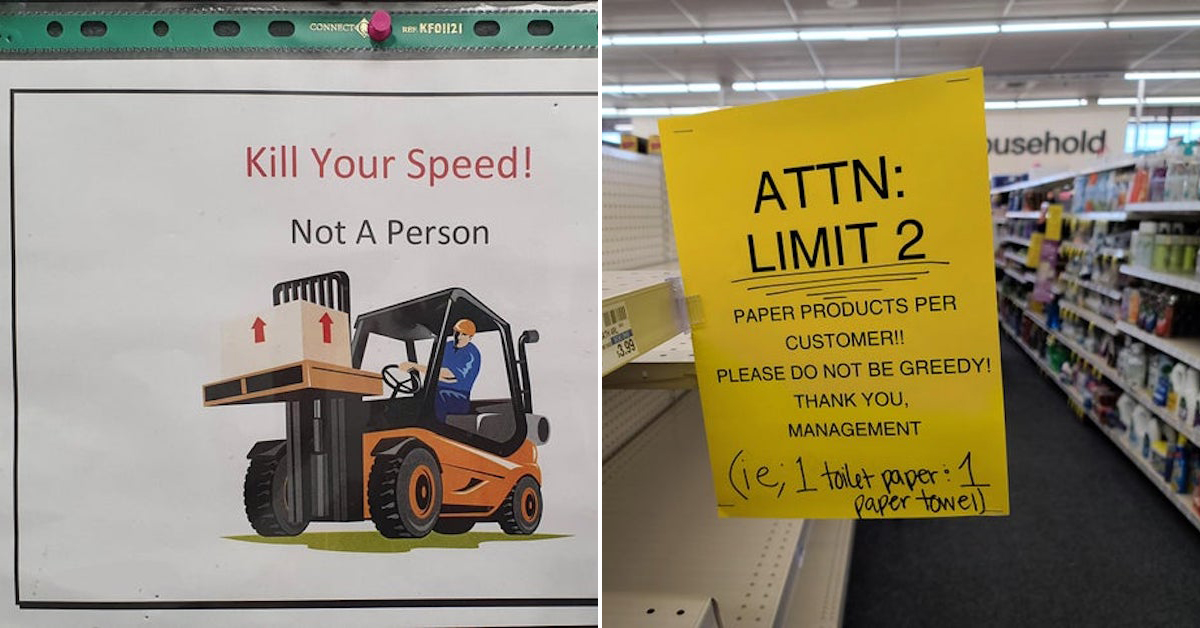 CONNECT REF. KF01121
Kill Your Speed!
Not A Person
ousehold
ATTN:
LIMIT 2
PAPER PRODUCTS PER
CUSTOMER!!
PLEASE DO NOT BE GREEDY!
THANK YOU,
MANAGEMENT
(ie; 1 toilet paper : 1
paper towel)
3.99